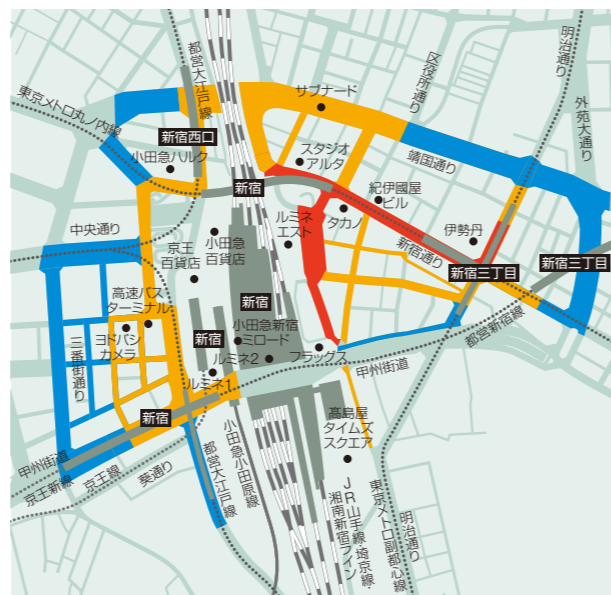 都営大江戸線
東京メトロ丸ノ内線
新宿西口
小田急ハルク
サブナード
区役所通り
明治通り
外苑大通り
スタジオ
アルタ
靖国通り
新宿
紀伊國屋
ビル
タカノ
伊勢丹
新宿通り
ルミネ
エスト
中央通り
小田急
百貨店
京王
百貨店
新宿三丁目
新宿三丁目
高速バス
ターミナル
新宿
小田急新宿
ミロード
都営新宿線
ヨドバシ
カメラ
三番街通り
新宿
ルミネ2
フラッグス
甲州街道
ルミネ1
新宿
高島屋
タイムズ
スクエア
甲州街道
京王新線
京王線
葵通り
都営大江戸線
小田急小田原線
JR山手線・埼京線・
湘南新宿ライン
東京メトロ副都心線
明治通り